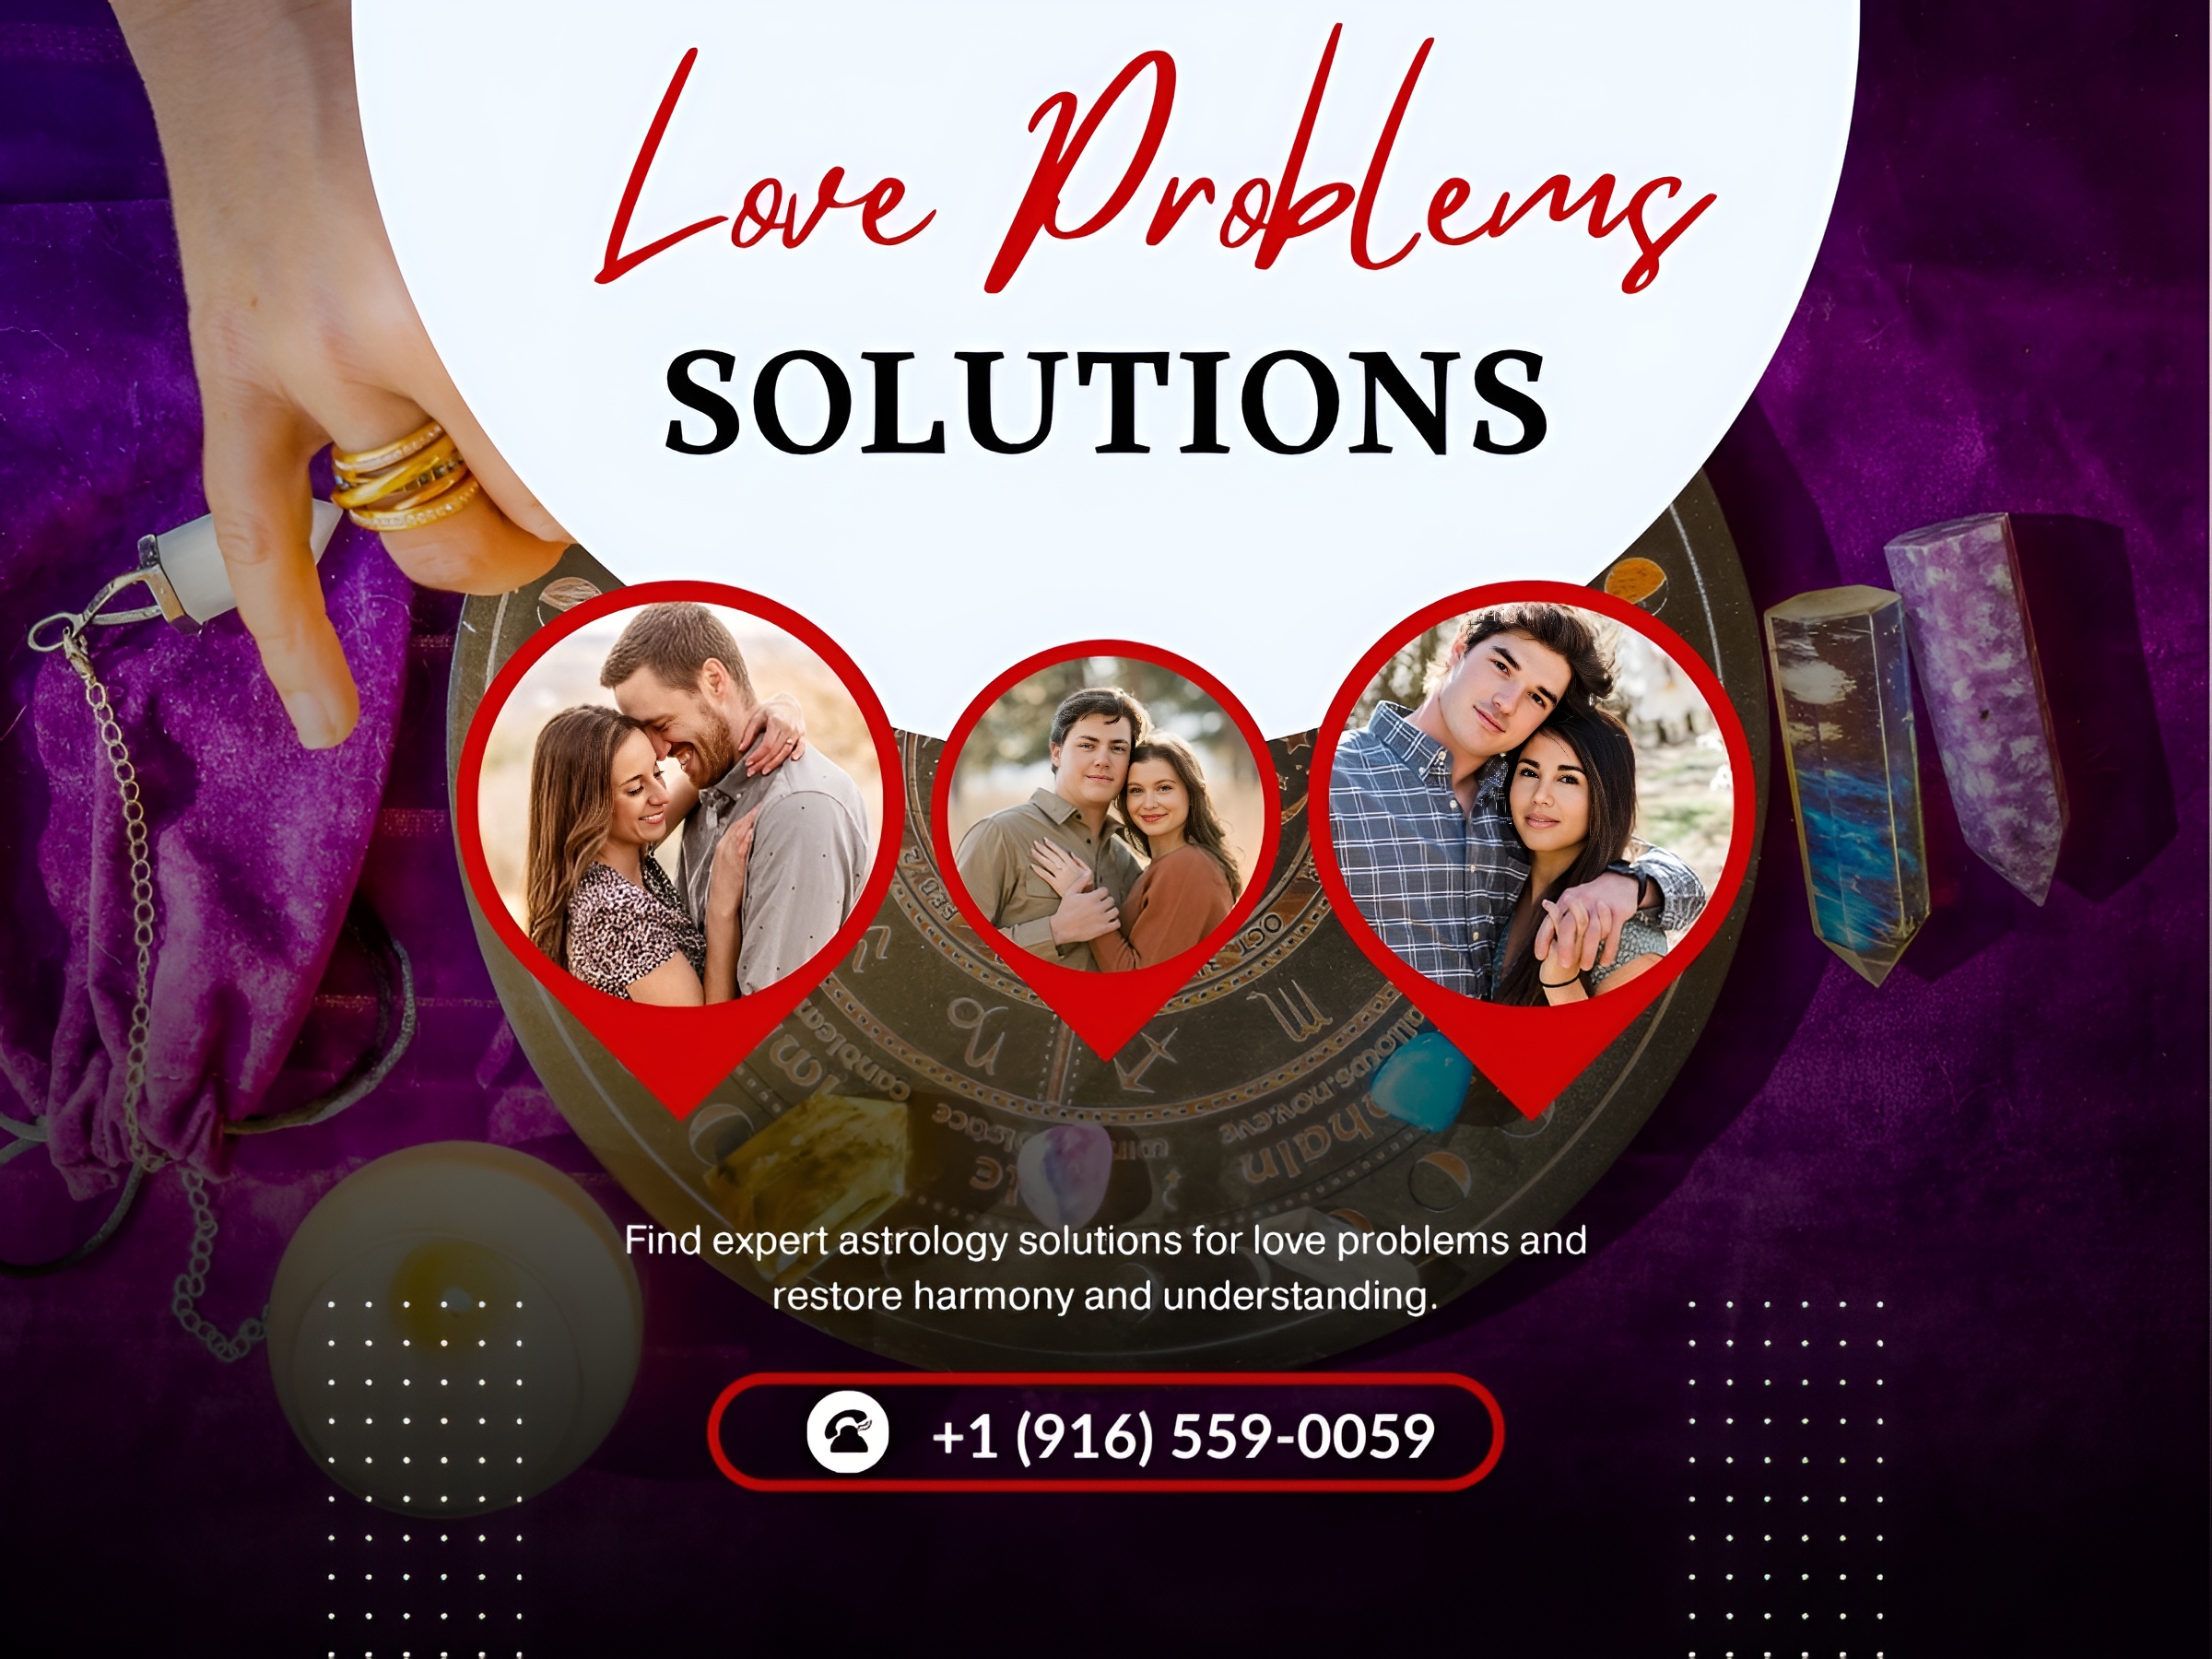 Love Problems
SOLUTIONS
OCT
Find expert astrology solutions for love problems and
restore harmony and understanding.
+1 (916) 559-0059